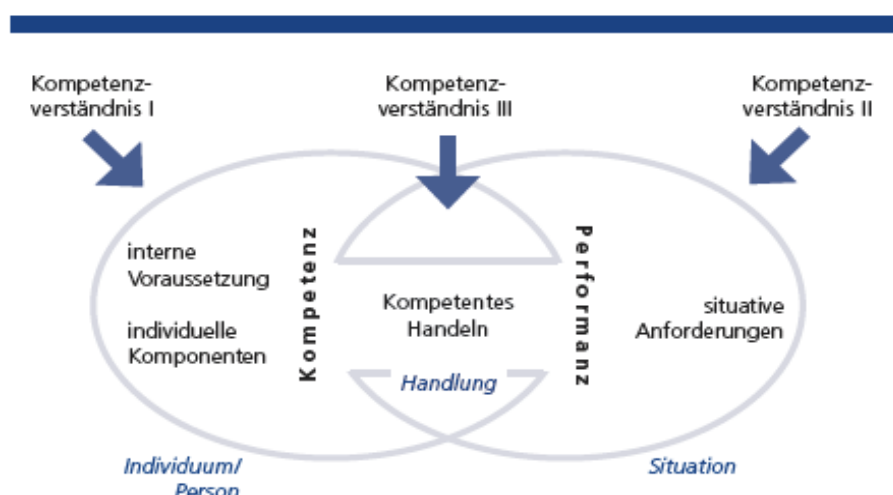 Kompetenz-
verständnis I
Kompetenz-
verständnis III
Kompetenz-
verständnis II
interne
Voraussetzung
individuelle
Komponenten
Kompetenz
Kompetentes
Handeln
Handlung
Performanz
situative
Anforderungen
Individuum/
Person
Situation